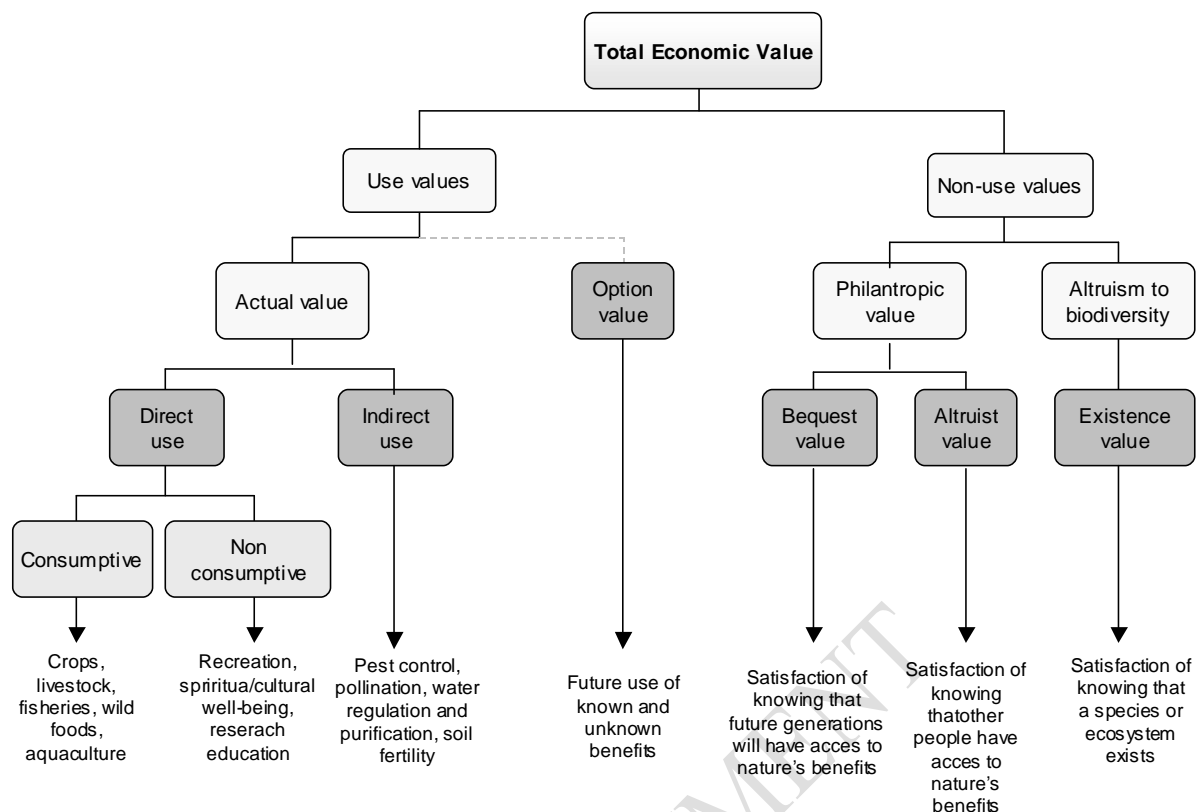 Total Economic Value
Use values
Non-use values
Actual value
Option
value
Philantropic
value
Altruism to
biodiversity
Direct
use
Indirect
use
Bequest
value
Altruist
value
Existence
value
Consumptive
Non
consumptive
Crops,
livestock,
fisheries, wild
foods,
aquaculture
Recreation,
spriritua/cultural
well-being,
reserach
education
Pest control,
pollination, water
regulation and
purification, soil
fertility
Future use of
known and
unknown
benefits
Satisfaction of
knowing that
future generations
will have acces to
nature's benefits
Satisfaction of
knowing
thatother
people have
acces to
nature's
benefits
Satisfaction of
knowing that
a species or
ecosystem
exists